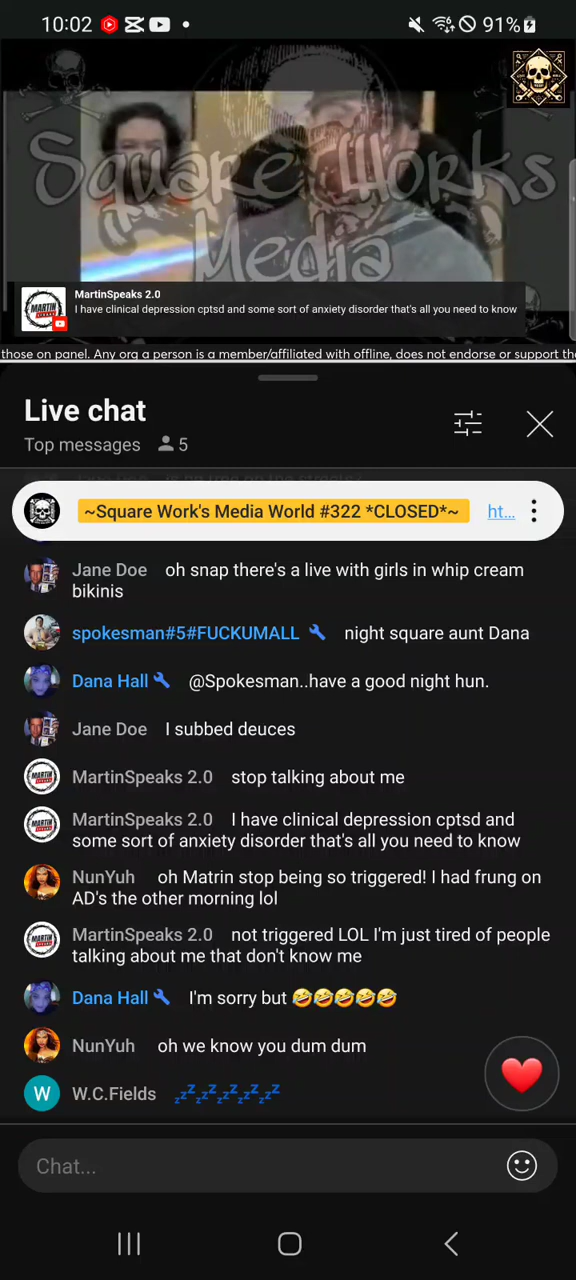 10:02
91%
Square Works
Media
MartinSpeaks 2.0
I have clinical depression cptsd and some sort of anxiety disorder that's all you need to know
MARTIN
those on panel. Any org a person is a member/affiliated with offline, does not endorse or support the
Live chat
Top messages 5
~Square Work's Media World #322 *CLOSED*~ ht...
Jane Doe oh snap there's a live with girls in whip cream
bikinis
spokesman#5#FUCKUMALL night square aunt Dana
Dana Hall @Spokesman..have a good night hun.
Jane Doe I subbed deuces
MartinSpeaks 2.0 stop talking about me
MartinSpeaks 2.0 I have clinical depression cptsd and
some sort of anxiety disorder that's all you need to know
NunYuh oh Matrin stop being so triggered! I had frung on
AD's the other morning lol
MartinSpeaks 2.0 not triggered LOL I'm just tired of people
talking about me that don't know me
Dana Hall I'm sorry but 🤣🤣🤣🤣🤣
NunYuh oh we know you dum dum
W W.C.Fields 💤💤💤💤💤
Chat...